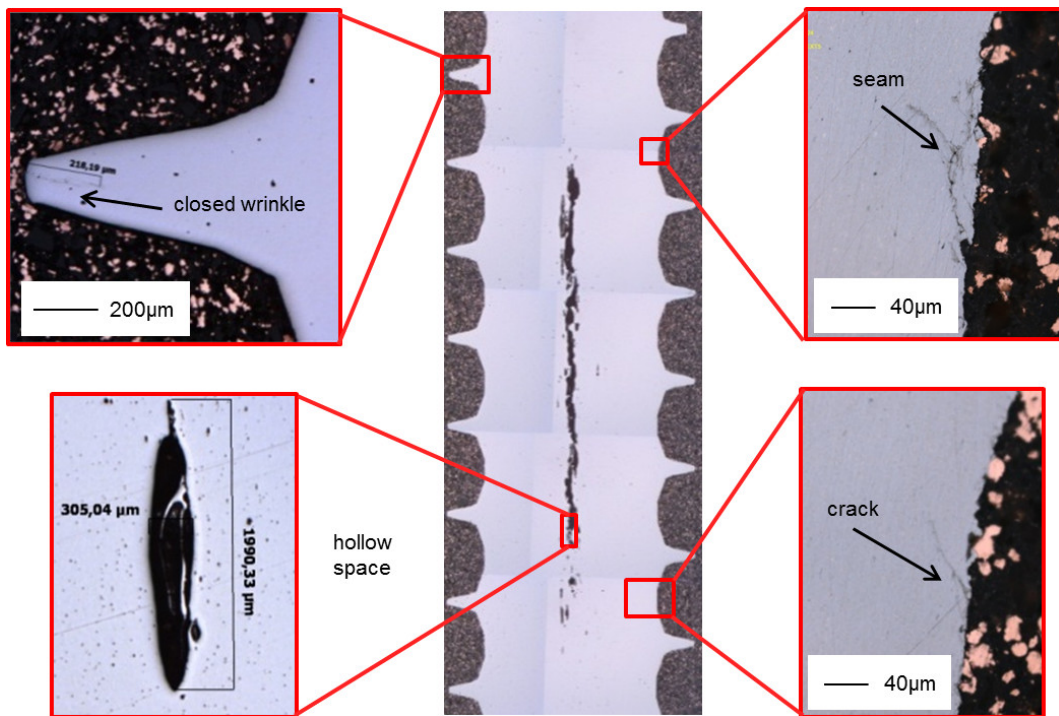 218,19 µm
closed wrinkle
200µm
seam
40µm
305,04 µm
1990,33 µm
hollow
space
crack
40µm